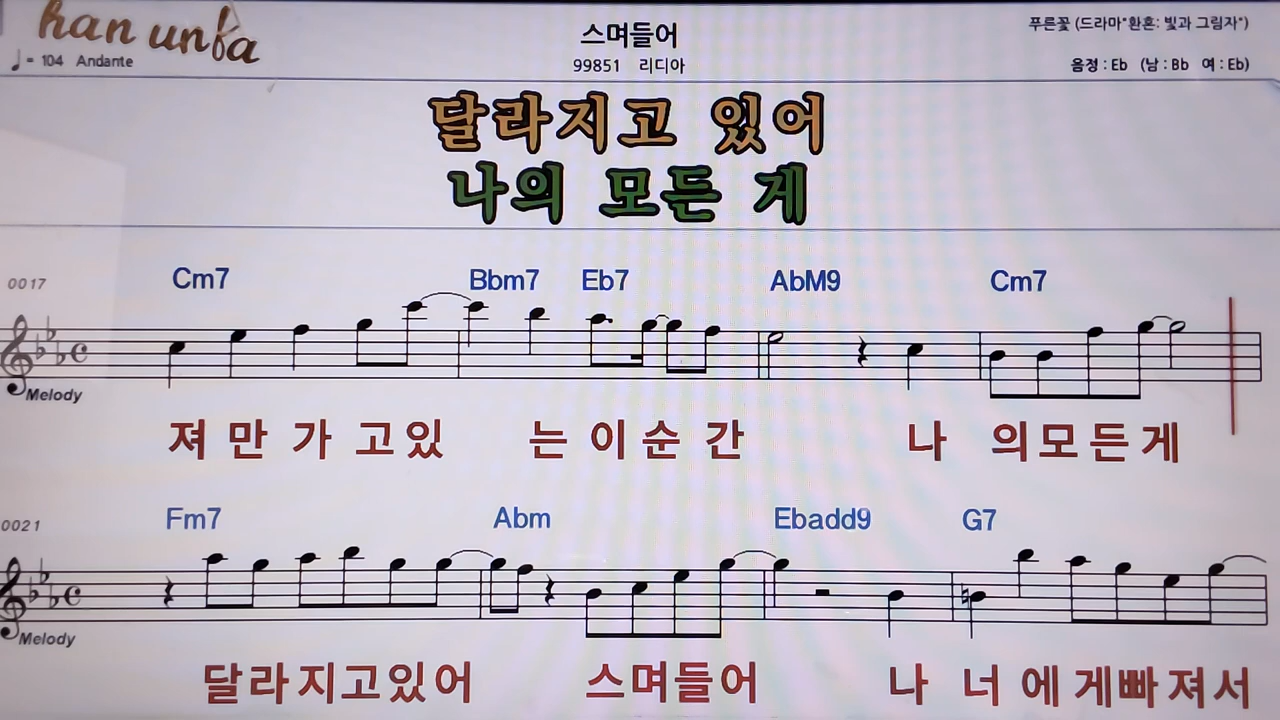 han unfa
스며들어
푸른꽃 (드라마"환혼: 빛과 그림자")
♩= 104 Andante
99851 리디아
음정 : Eb (남 : Bb 여 : Eb)
달라지고 있어
나의 모든 게
0017 Cm7 Bbm7 Eb7 AbM9 Cm7
Melody
져 만 가 고있 는 이 순 간 나 의모든게
0021 Fm7 Abm Ebadd9 G7
Melody
달라지고있어 스며들어 나 너 에 게빠져서